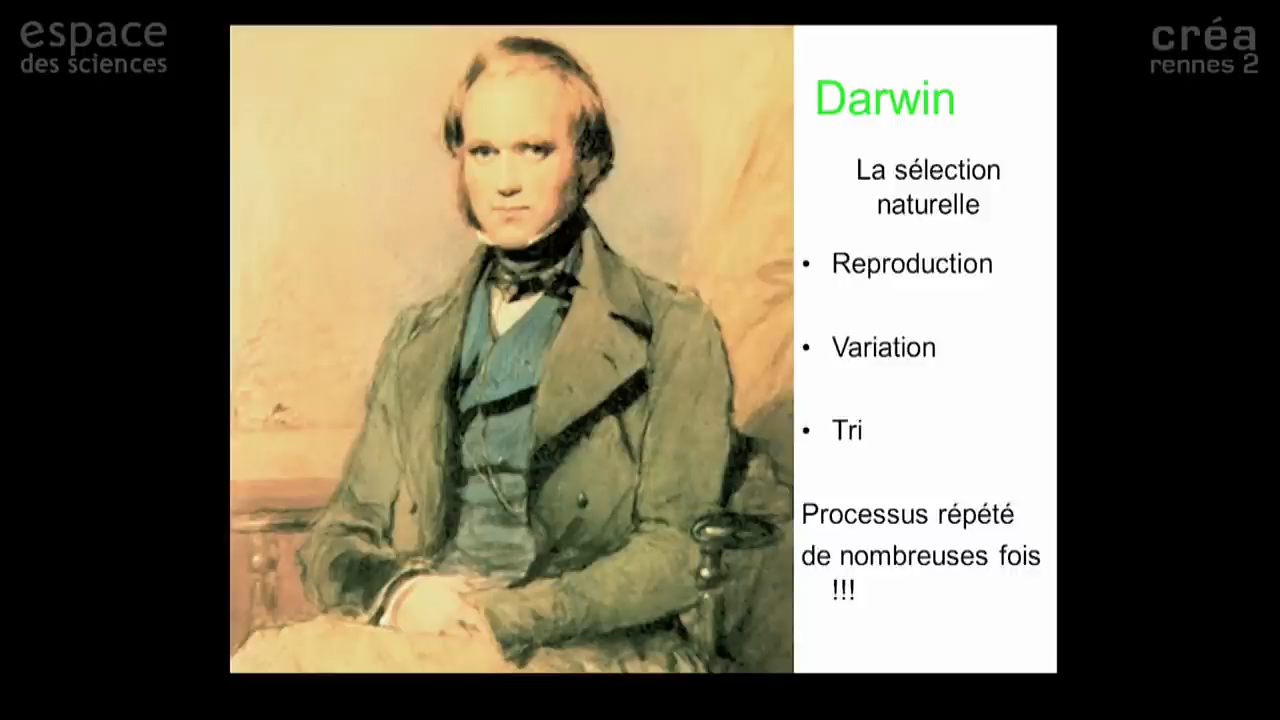 espace
des sciences
créa
rennes 2
Darwin
La sélection
naturelle
• Reproduction
• Variation
• Tri
Processus répété
de nombreuses fois
!!!